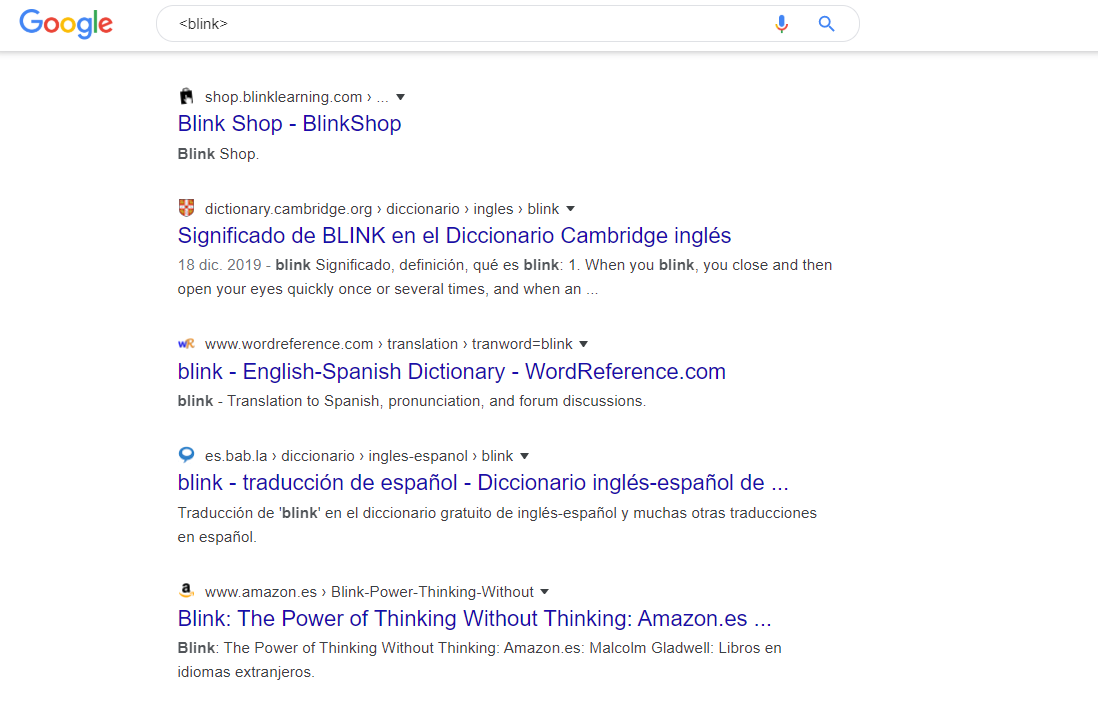 Google
<blink>
shop.blinklearning.com › ...
Blink Shop - BlinkShop
Blink Shop.
dictionary.cambridge.org › diccionario › ingles › blink
Significado de BLINK en el Diccionario Cambridge inglés
18 dic. 2019 - blink Significado, definición, qué es blink: 1. When you blink, you close and then
open your eyes quickly once or several times, and when an ...
wR www.wordreference.com › translation › tranword=blink
blink - English-Spanish Dictionary - WordReference.com
blink - Translation to Spanish, pronunciation, and forum discussions.
es.bab.la › diccionario › ingles-espanol › blink
blink - traducción de español - Diccionario inglés-español de ...
Traducción de 'blink' en el diccionario gratuito de inglés-español y muchas otras traducciones
en español.
a www.amazon.es › Blink-Power-Thinking-Without
Blink: The Power of Thinking Without Thinking: Amazon.es ...
Blink: The Power of Thinking Without Thinking: Amazon.es: Malcolm Gladwell: Libros en
idiomas extranjeros.